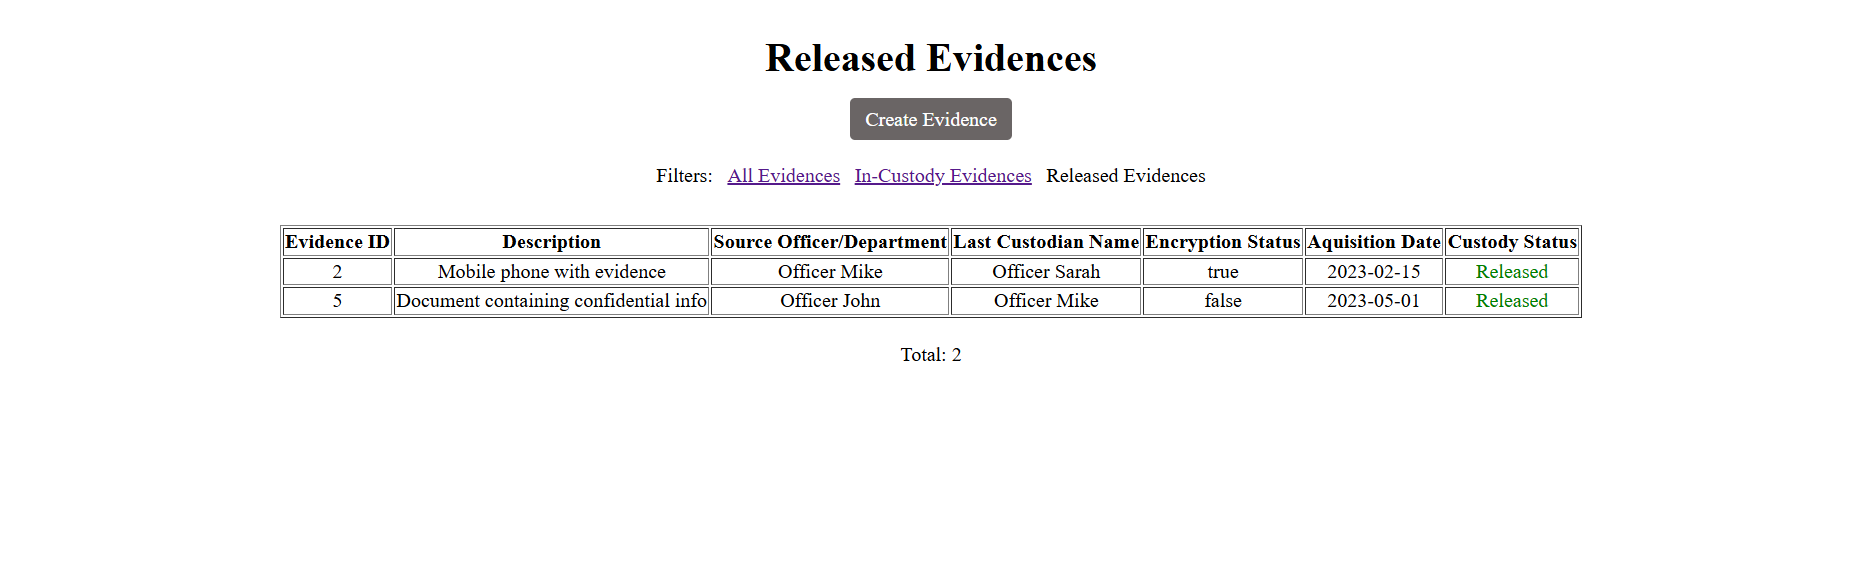 Released Evidences
Create Evidence
Filters: All Evidences In-Custody Evidences Released Evidences
Evidence ID Description Source Officer/Department Last Custodian Name Encryption Status Aquisition Date Custody Status
2 Mobile phone with evidence Officer Mike Officer Sarah true 2023-02-15 Released
5 Document containing confidential info Officer John Officer Mike false 2023-05-01 Released
Total: 2